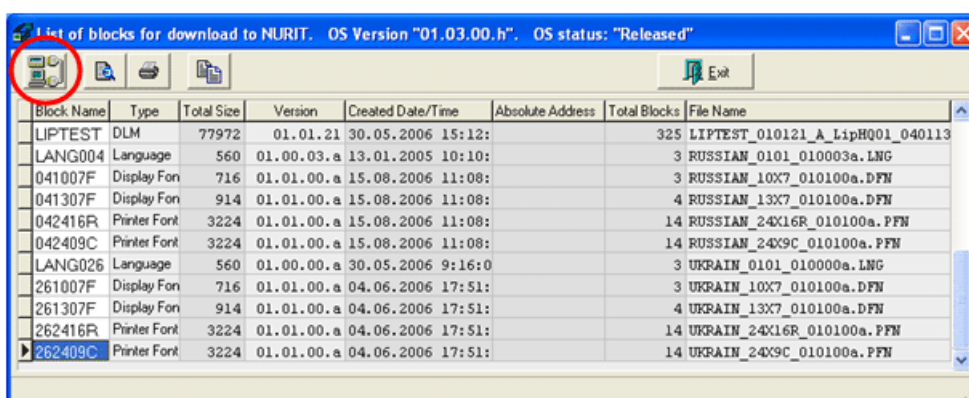 List of blocks for download to NURIT. OS Version "01.03.00.h". OS status: "Released"
Exit
Block Name Type Total Size Version Created Date/Time Absolute Address Total Blocks File Name
LIPTEST DLM 77972 01.01.21 30.05.2006 15:12: 325 LIPTEST_010121_A_LipHQ01_040113
LANG004 Language 560 01.00.03.a 13.01.2005 10:10: 3 RUSSIAN_0101_010003a.LNG
041007F Display Fon 716 01.01.00.a 15.08.2006 11:08: 3 RUSSIAN_10X7_010100a.DFN
041307F Display Fon 914 01.01.00.a 15.08.2006 11:08: 4 RUSSIAN_13X7_010100a.DFN
042416R Printer Font 3224 01.01.00.a 15.08.2006 11:08: 14 RUSSIAN_24X16R_010100a.PFN
042409C Printer Font 3224 01.01.00.a 15.08.2006 11:08: 14 RUSSIAN_24X9C_010100a.PFN
LANG026 Language 560 01.00.00.a 30.05.2006 9:16:0 3 UKRAIN_0101_010000a.LNG
261007F Display Fon 716 01.01.00.a 04.06.2006 17:51: 3 UKRAIN_10X7_010100a.DFN
261307F Display Fon 914 01.01.00.a 04.06.2006 17:51: 4 UKRAIN_13X7_010100a.DFN
262416R Printer Font 3224 01.01.00.a 04.06.2006 17:51: 14 UKRAIN_24X16R_010100a.PFN
262409C Printer Font 3224 01.01.00.a 04.06.2006 17:51: 14 UKRAIN_24X9C_010100a.PFN